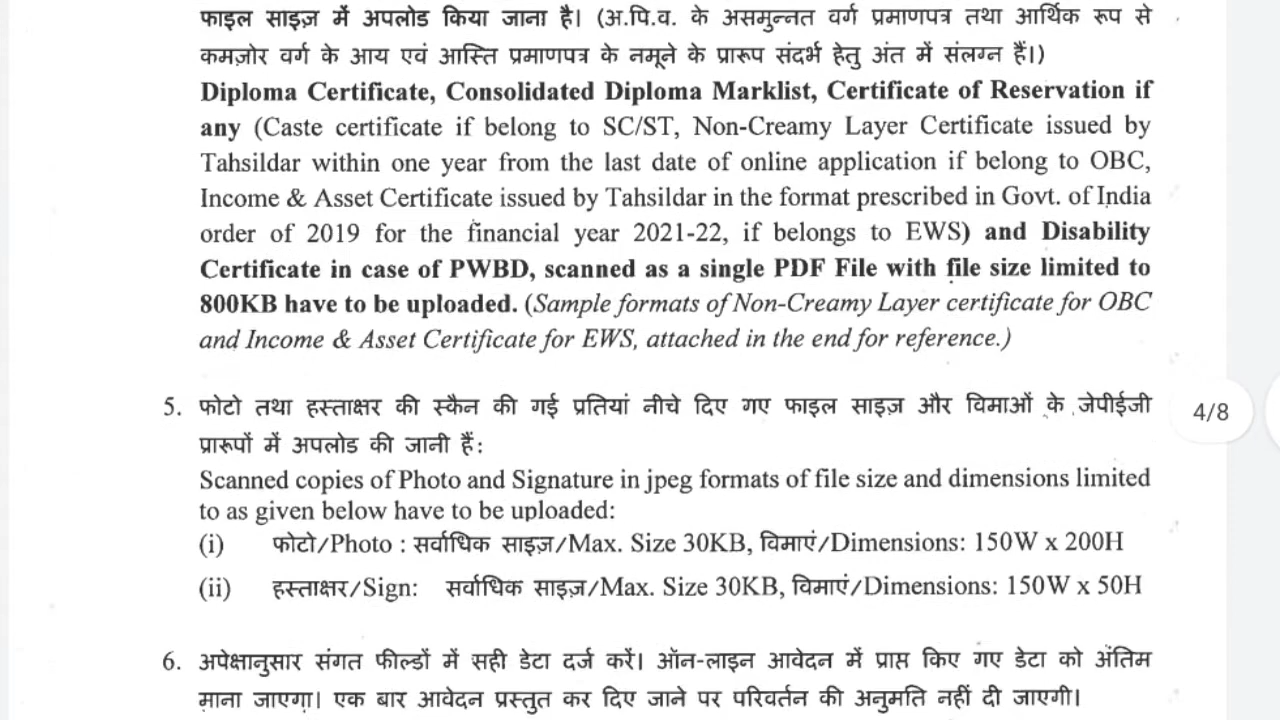 फाइल साइज़ में अपलोड किया जाना है। (अ.पि.व. के असमुन्नत वर्ग प्रमाणपत्र तथा आर्थिक रूप से
कमज़ोर वर्ग के आय एवं आस्ति प्रमाणपत्र के नमूने के प्रारूप संदर्भ हेतु अंत में संलग्न हैं।)
Diploma Certificate, Consolidated Diploma Marklist, Certificate of Reservation if
any (Caste certificate if belong to SC/ST, Non-Creamy Layer Certificate issued by
Tahsildar within one year from the last date of online application if belong to OBC,
Income & Asset Certificate issued by Tahsildar in the format prescribed in Govt. of India
order of 2019 for the financial year 2021-22, if belongs to EWS) and Disability
Certificate in case of PWBD, scanned as a single PDF File with file size limited to
800KB have to be uploaded. (Sample formats of Non-Creamy Layer certificate for OBC
and Income & Asset Certificate for EWS, attached in the end for reference.)
5. फोटो तथा हस्ताक्षर की स्कैन की गई प्रतियां नीचे दिए गए फाइल साइज़ और विमाओं के जेपीईजी
प्रारूपों में अपलोड की जानी हैं:
Scanned copies of Photo and Signature in jpeg formats of file size and dimensions limited
to as given below have to be uploaded:
(i) फोटो/Photo : सर्वाधिक साइज़/Max. Size 30KB, विमाएं/Dimensions: 150W x 200H
(ii) हस्ताक्षर/Sign: सर्वाधिक साइज़/Max. Size 30KB, विमाएं/Dimensions: 150W x 50H
6. अपेक्षानुसार संगत फील्डों में सही डेटा दर्ज करें। ऑन-लाइन आवेदन में प्राप्त किए गए डेटा को अंतिम
माना जाएगा। एक बार आवेदन प्रस्तुत कर दिए जाने पर परिवर्तन की अनुमति नहीं दी जाएगी।
4/8